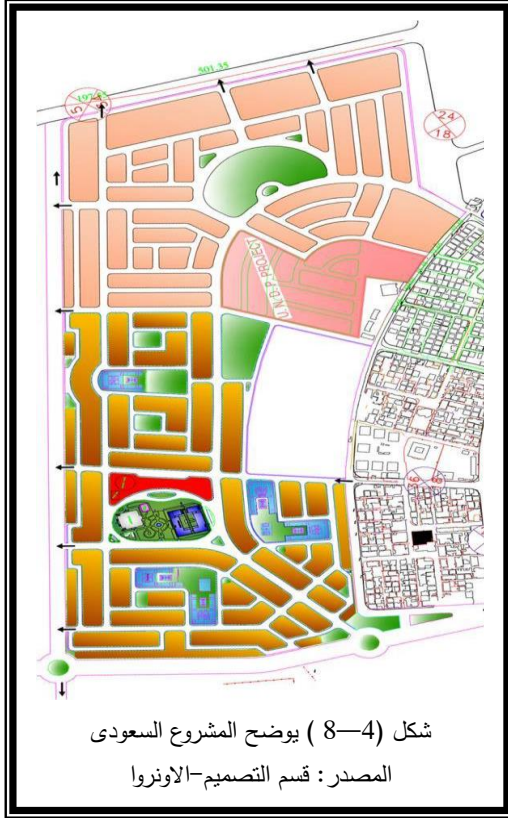 501.35
24
18
U.N.D.P. PROJECT
شكل (4—8 ) يوضح المشروع السعودى
المصدر: قسم التصميم-الاونروا